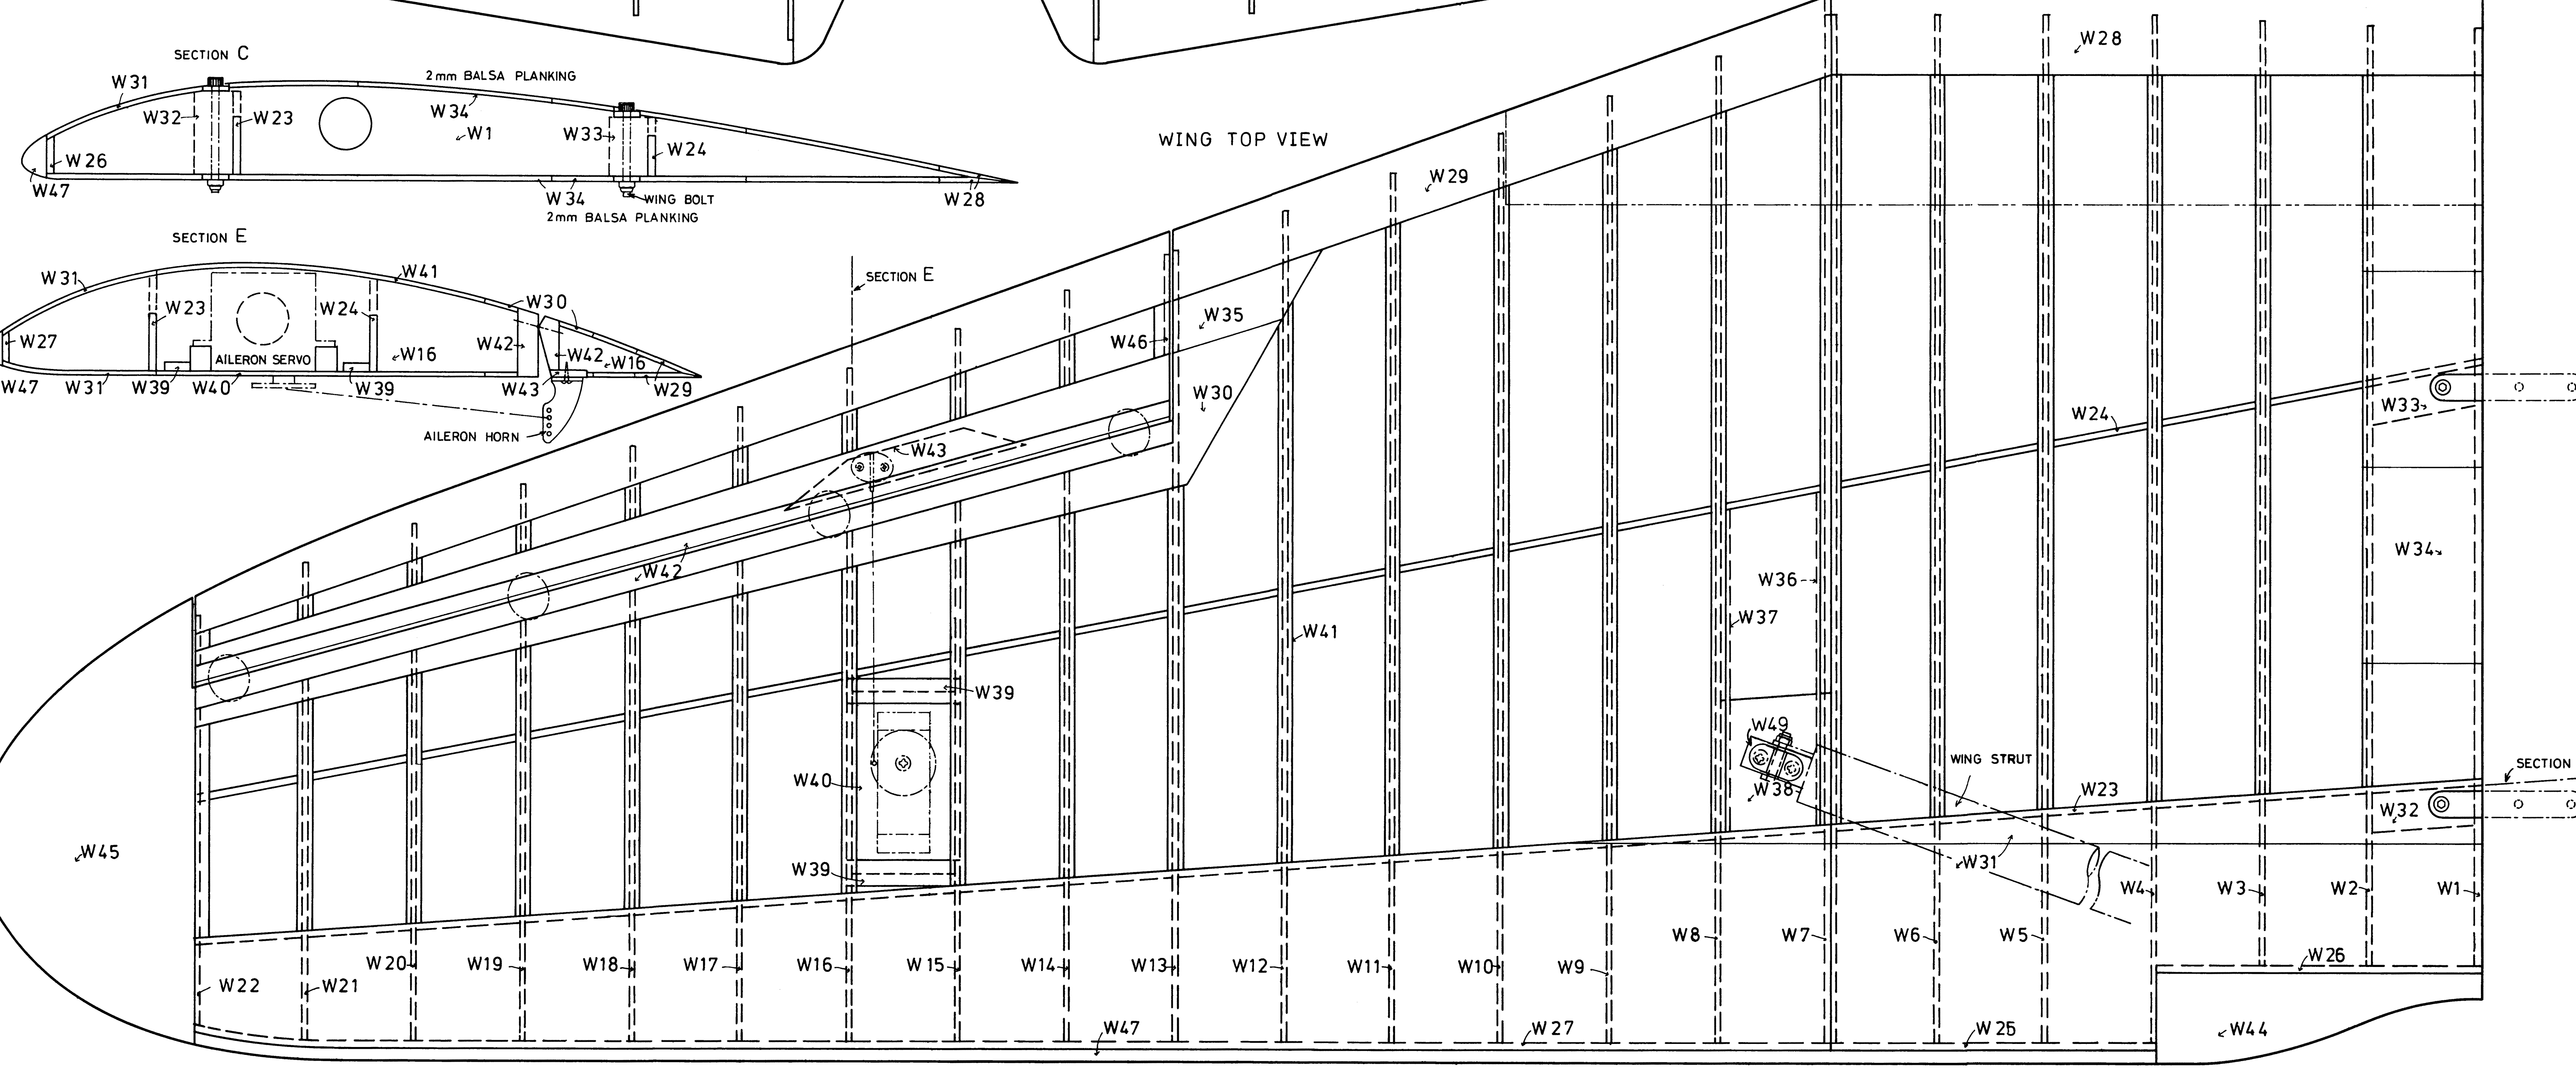 SECTION C
2mm BALSA PLANKING
W31
W34
W32
W23
W1
W33
W24
W26
W47
W34
WING BOLT
W28
2mm BALSA PLANKING
SECTION E
W31
W41
W23
W24
W30
W27
W42
W42
W16
W16
AILERON SERVO
W47
W31
W39
W40
W39
W43
W29
AILERON HORN
WING TOP VIEW
W28
W29
SECTION E
W35
W46
W30
W33
W24
W43
W34
W42
W36
W37
W41
W39
W49
WING STRUT
SECTION
W40
W38
W23
W32
W45
W39
W31
W4
W3
W2
W1
W8
W7
W6
W5
W20
W19
W18
W17
W16
W15
W14
W13
W12
W11
W10
W9
W26
W22
W21
W47
W27
W25
W44